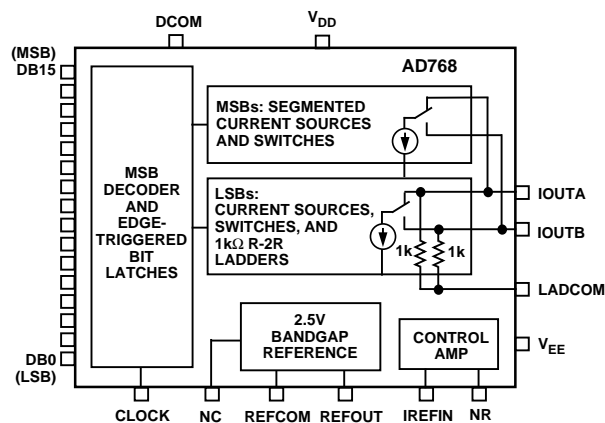 DCOM
VDD
(MSB)
DB15
AD768
MSBs: SEGMENTED
CURRENT SOURCES
AND SWITCHES
MSB
DECODER
AND
EDGE-
TRIGGERED
BIT
LATCHES
LSBs:
CURRENT SOURCES,
SWITCHES, AND
1kΩ R-2R
LADDERS
1k
1k
IOUTA
IOUTB
LADCOM
2.5V
BANDGAP
REFERENCE
CONTROL
AMP
VEE
DB0
(LSB)
CLOCK
NC
REFCOM
REFOUT
IREFIN
NR